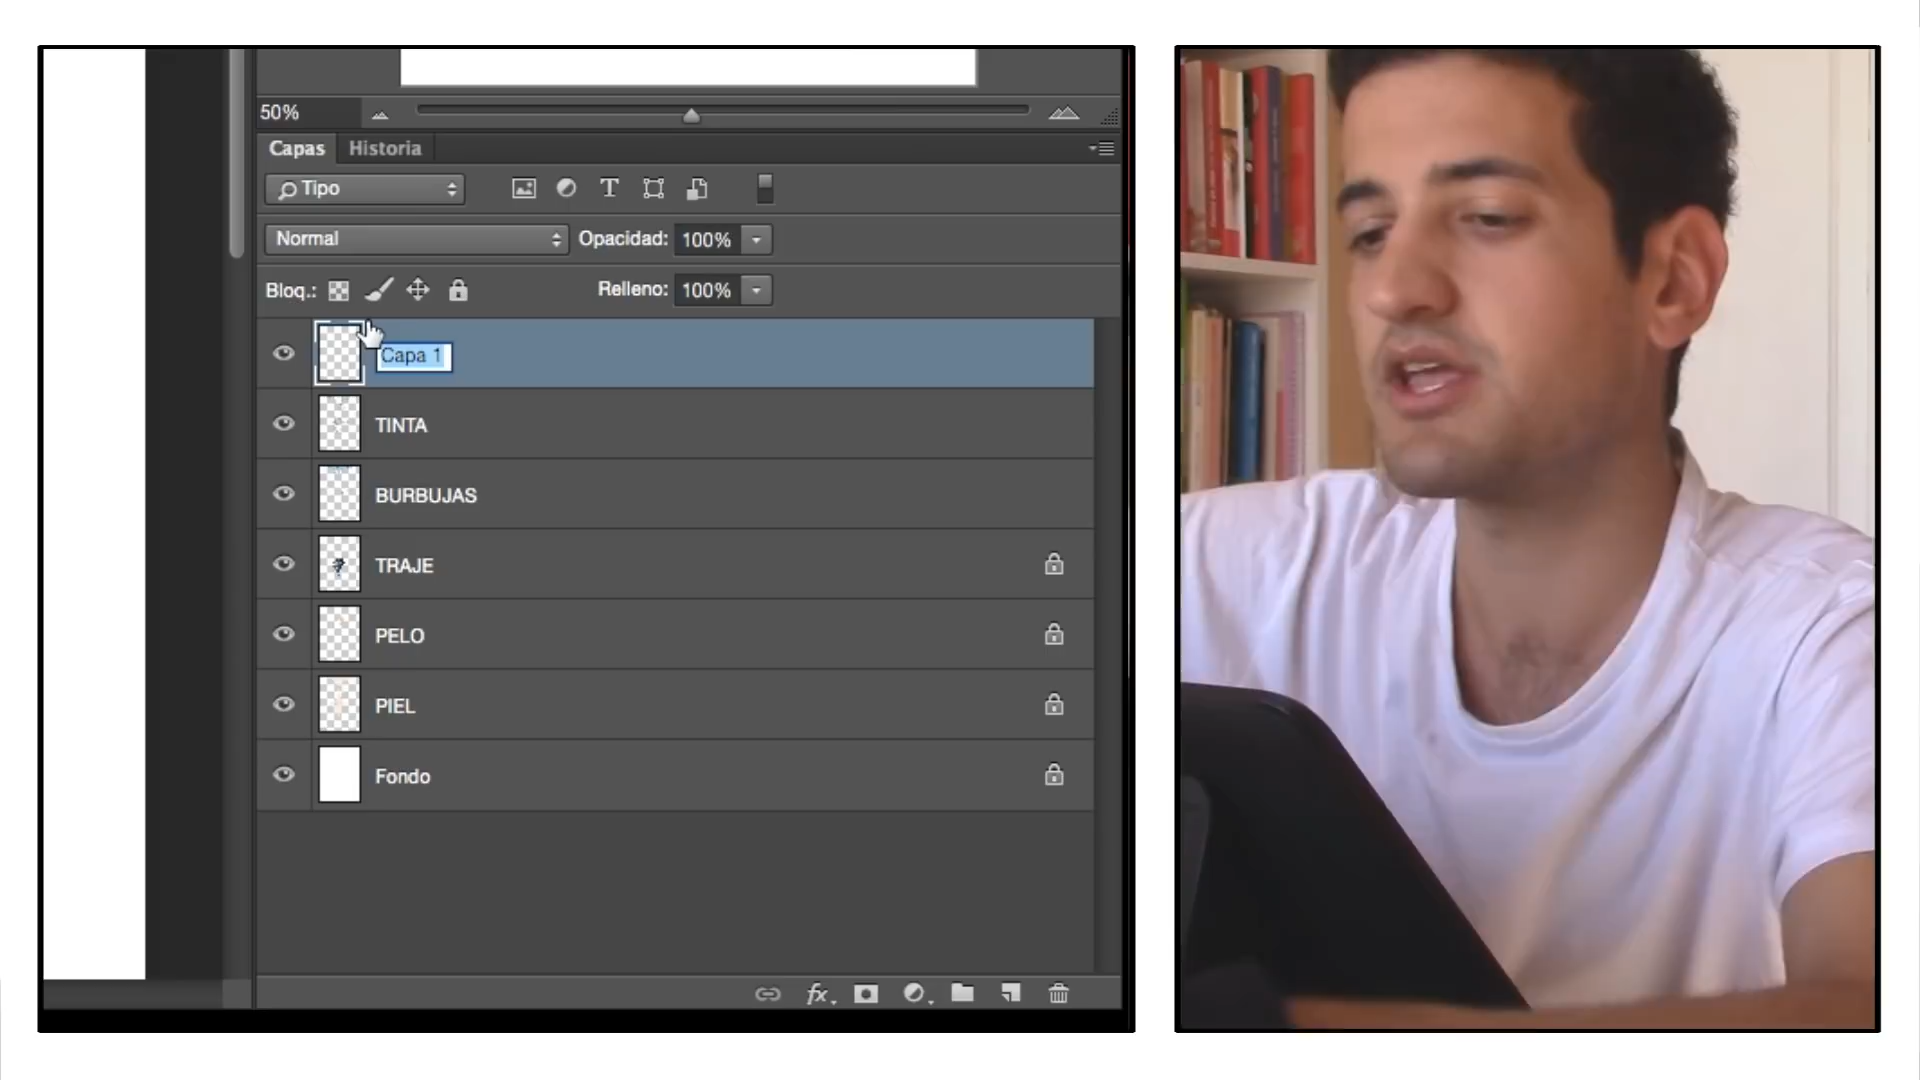 50%
Capas Historia
Tipo
Normal Opacidad: 100%
Bloq.: Relleno: 100%
Capa 1
TINTA
BURBUJAS
TRAJE
PELO
PIEL
Fondo
fx